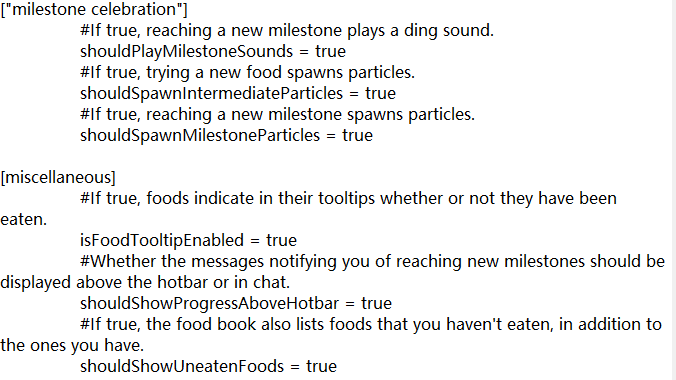 ["milestone celebration"]
#If true, reaching a new milestone plays a ding sound.
shouldPlayMilestoneSounds = true
#If true, trying a new food spawns particles.
shouldSpawnIntermediateParticles = true
#If true, reaching a new milestone spawns particles.
shouldSpawnMilestoneParticles = true
[miscellaneous]
#If true, foods indicate in their tooltips whether or not they have been
eaten.
isFoodTooltipEnabled = true
#Whether the messages notifying you of reaching new milestones should be
displayed above the hotbar or in chat.
shouldShowProgressAboveHotbar = true
#If true, the food book also lists foods that you haven't eaten, in addition to
the ones you have.
shouldShowUneatenFoods = true